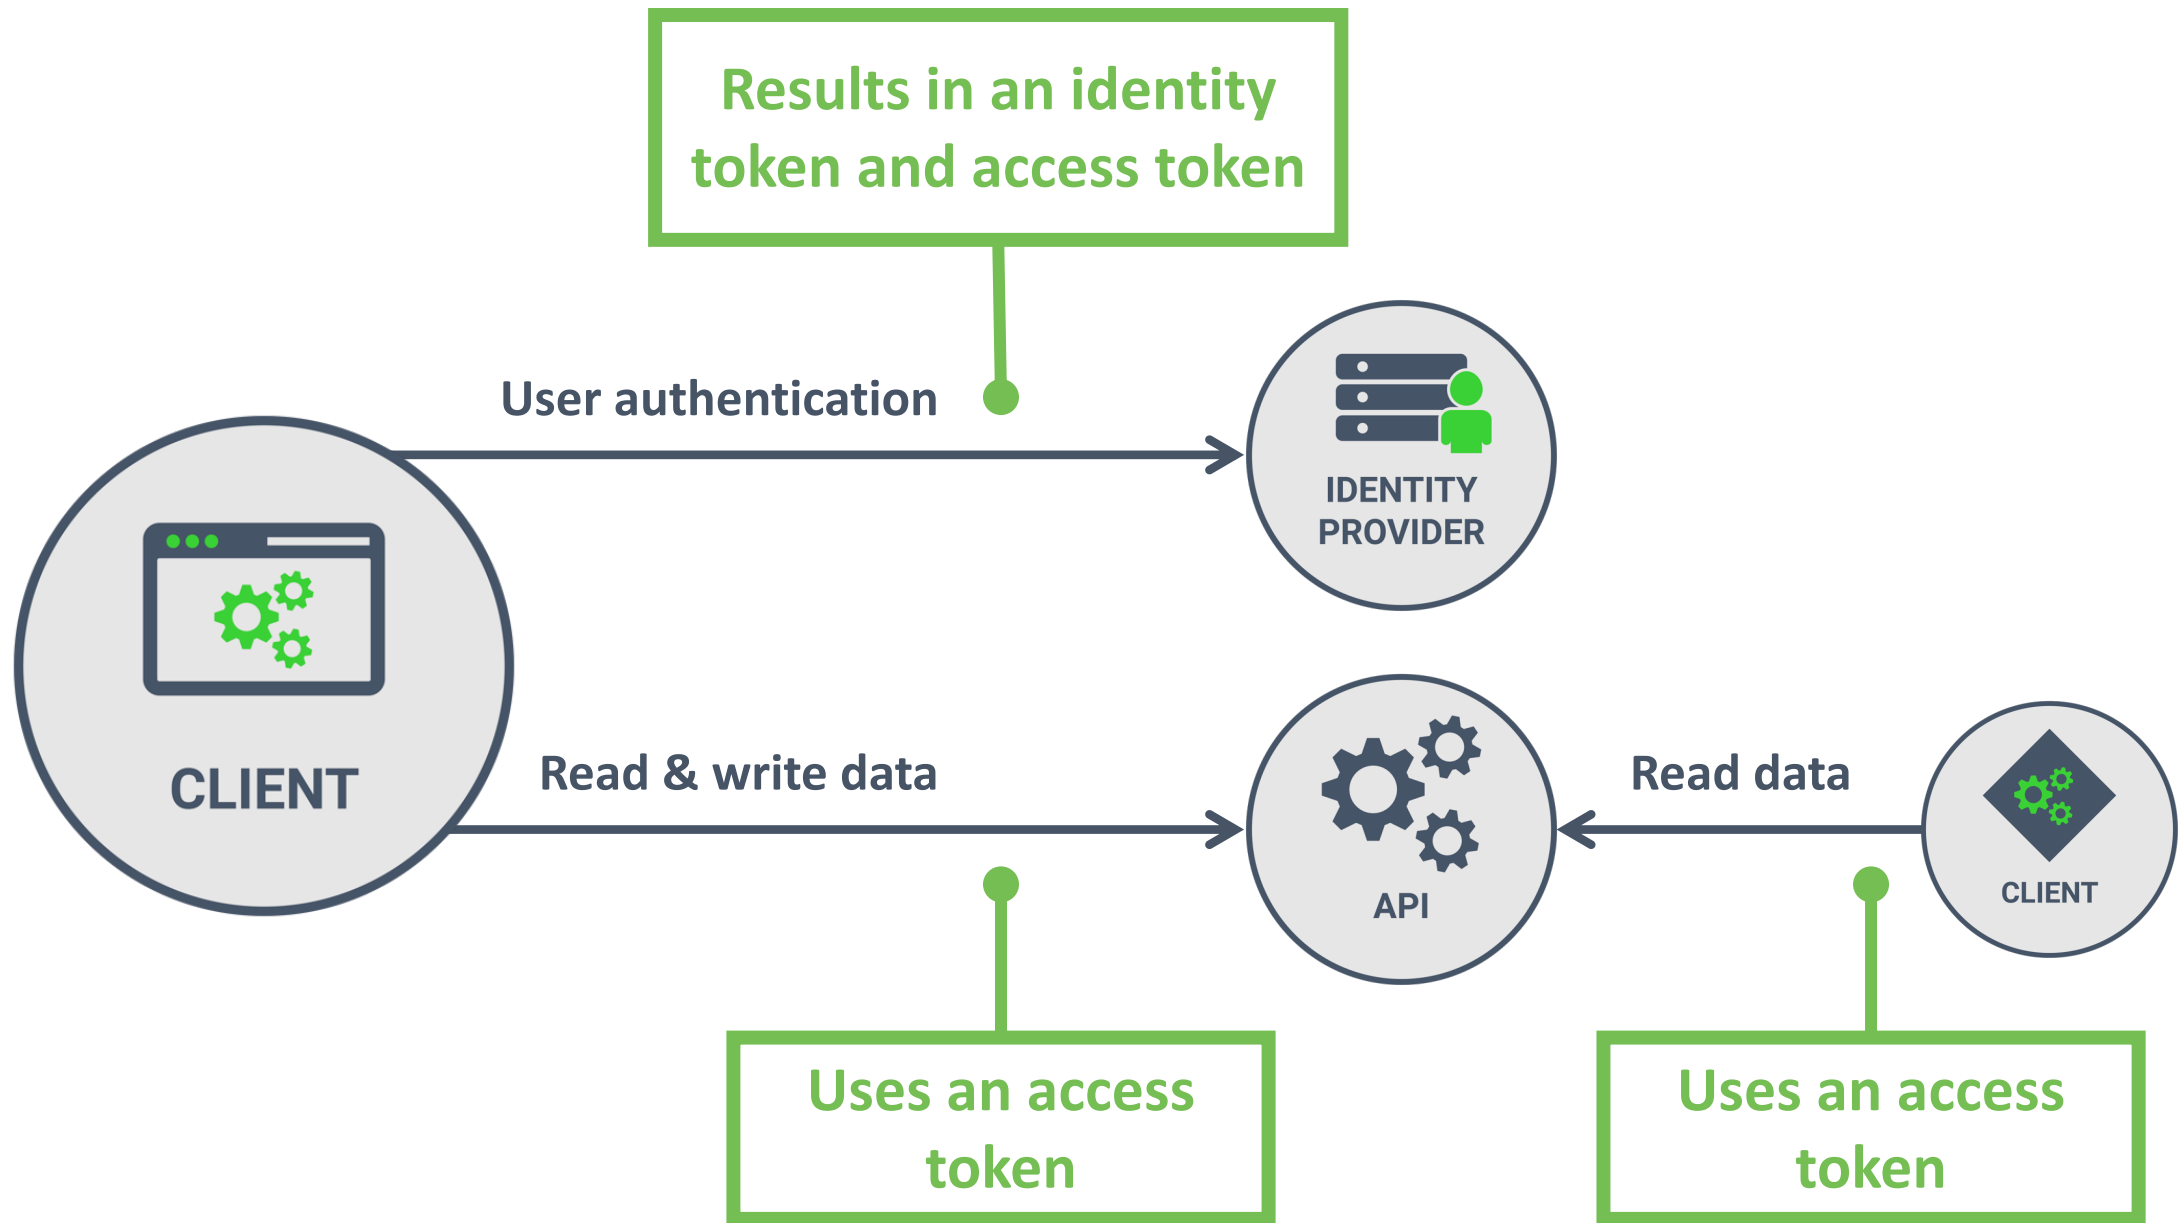 Results in an identity
token and access token
User authentication
IDENTITY
PROVIDER
CLIENT
Read & write data
API
Read data
CLIENT
Uses an access
token
Uses an access
token